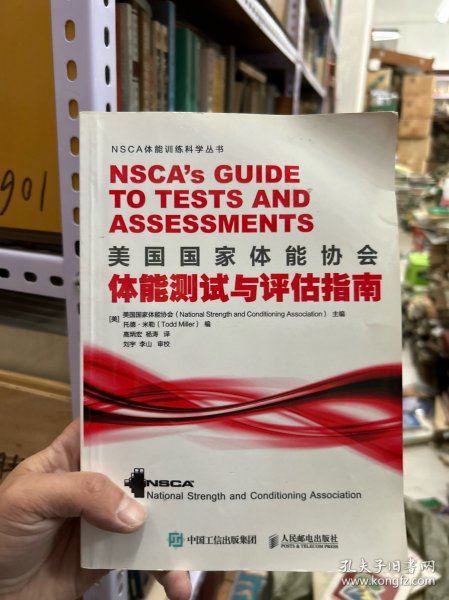 901
NSCA体能训练科学丛书
NSCA's GUIDE
TO TESTS AND
ASSESSMENTS
美国国家体能协会
体能测试与评估指南
[美] 美国国家体能协会（National Strength and Conditioning Association） 主编
托德·米勒（Todd Miller） 编
高炳宏 杨涛 译
刘宇 李山 审校
NSCA
National Strength and Conditioning Association
中国工信出版集团
人民邮电出版社
POSTS & TELECOM PRESS
孔夫子旧书网
www.kongfz.com